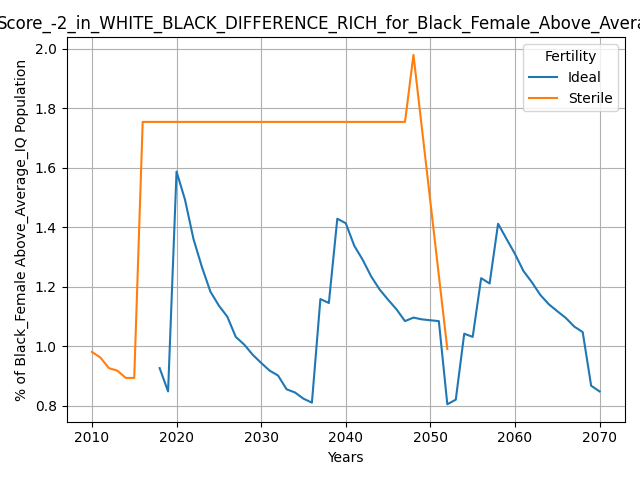 Score_-2_in_WHITE_BLACK_DIFFERENCE_RICH_for_Black_Female_Above_Avera
% of Black_Female Above_Average_IQ Population
2.0
1.8
1.6
1.4
1.2
1.0
0.8
Fertility
Ideal
Sterile
2010 2020 2030 2040 2050 2060 2070
Years